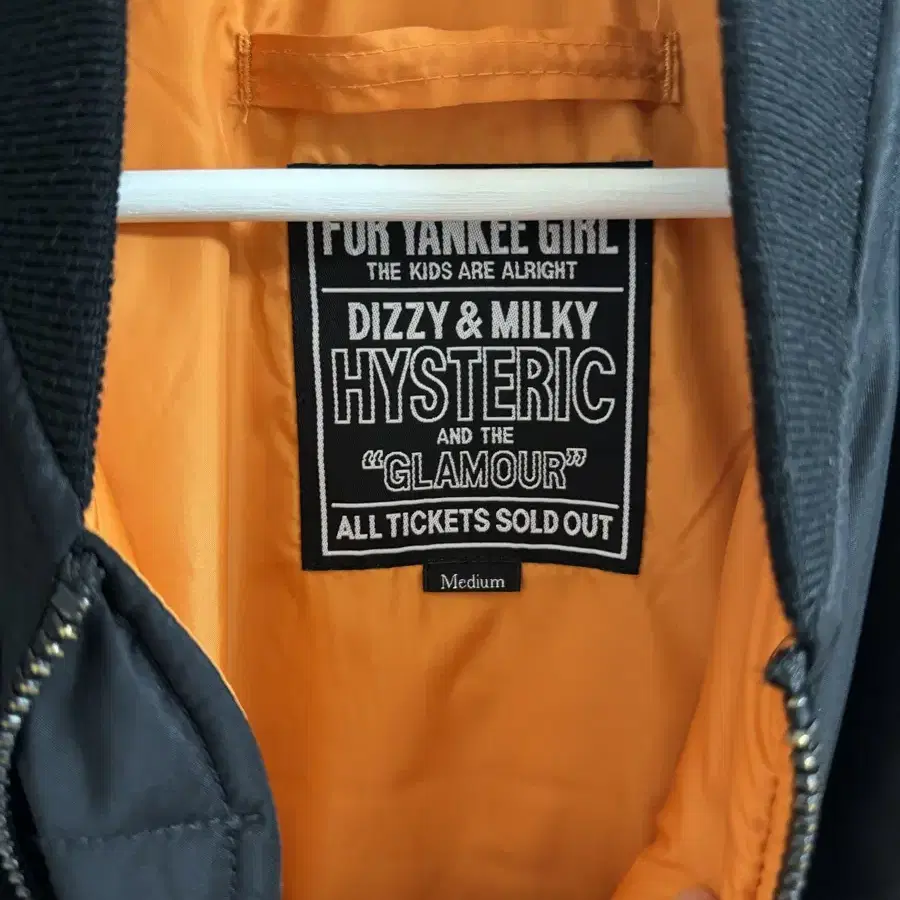 FOR YANKEE GIRL
THE KIDS ARE ALRIGHT
DIZZY & MILKY
HYSTERIC
AND THE
“GLAMOUR”
ALL TICKETS SOLD OUT
Medium